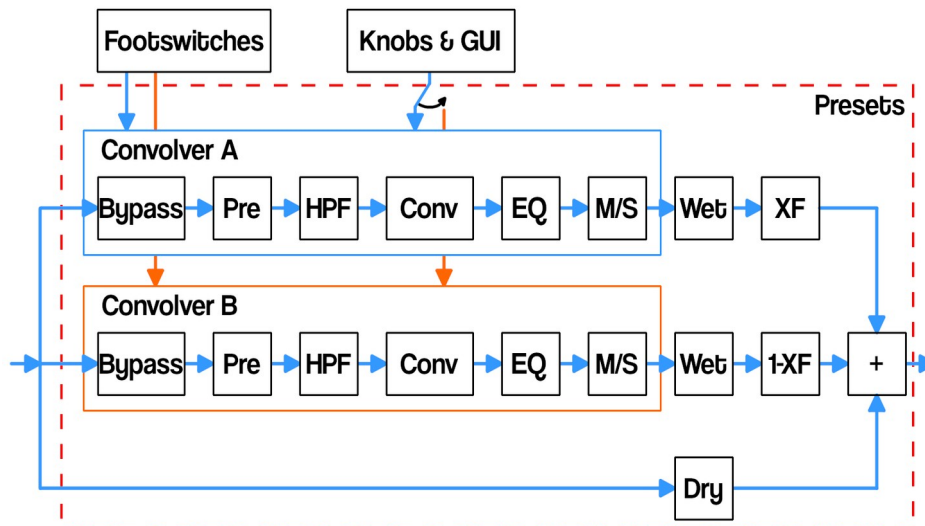 Footswitches
Knobs & GUI
Presets
Convolver A
Bypass Pre HPF Conv EQ M/S Wet XF
Convolver B
Bypass Pre HPF Conv EQ M/S Wet 1-XF +
Dry